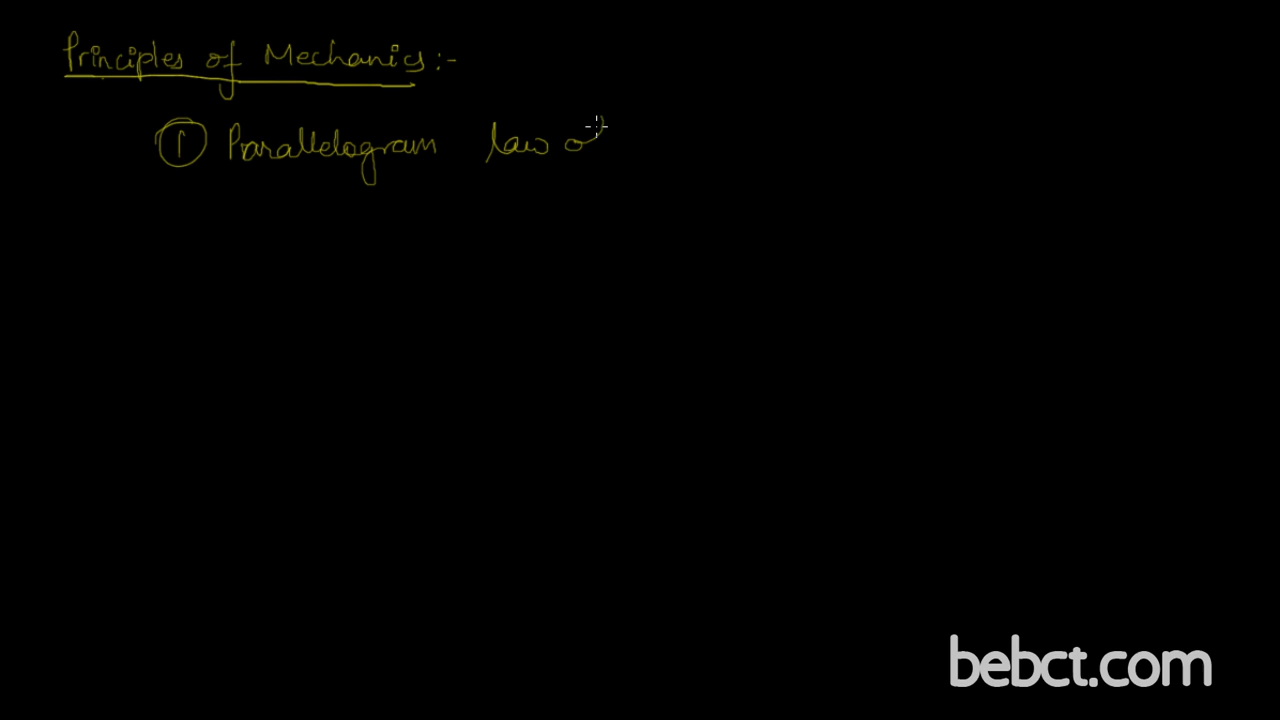 Principles of Mechanics:-
① Parallelogram law o
bebct.com